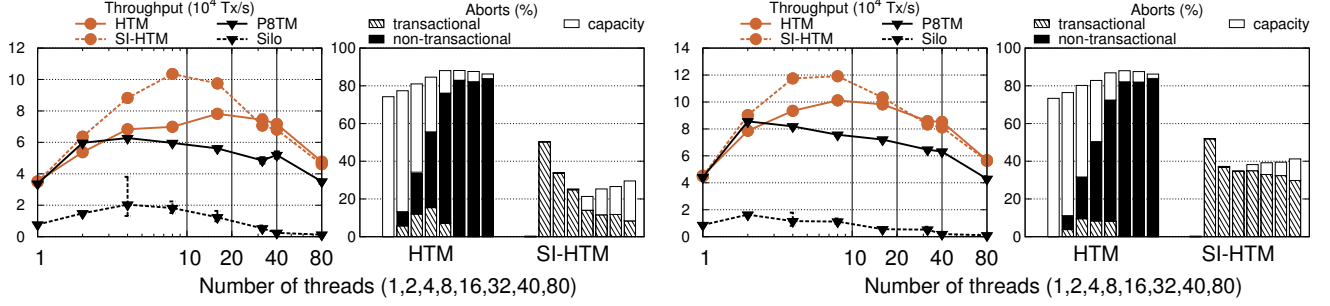 Throughput (10⁴ Tx/s)
HTM P8TM
SI-HTM Silo
12
10
8
6
4
2
0
1 10 20 40 80
Aborts (%)
transactional capacity
non-transactional
100
80
60
40
20
0
HTM SI-HTM
Number of threads (1,2,4,8,16,32,40,80)
Throughput (10⁴ Tx/s)
HTM P8TM
SI-HTM Silo
14
12
10
8
6
4
2
0
1 10 20 40 80
Aborts (%)
transactional capacity
non-transactional
100
80
60
40
20
0
HTM SI-HTM
Number of threads (1,2,4,8,16,32,40,80)